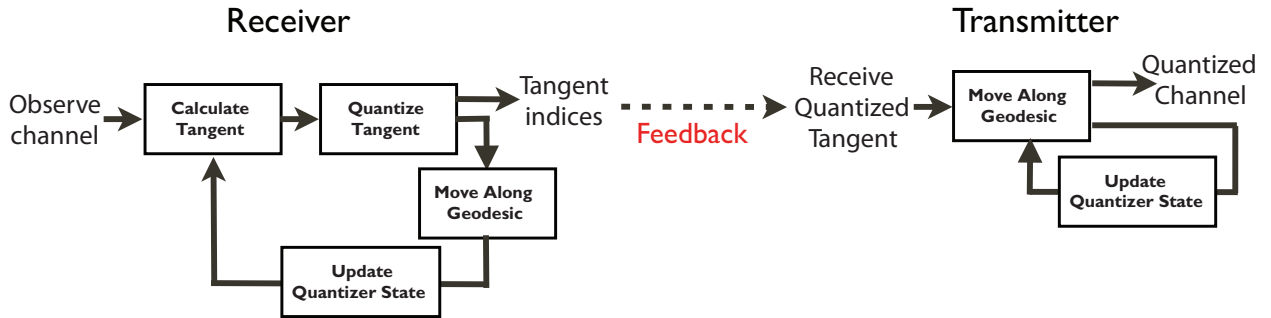 Receiver
Transmitter
Observe
channel
Calculate
Tangent
Quantize
Tangent
Tangent
indices
Move Along
Geodesic
Update
Quantizer State
Feedback
Receive
Quantized
Tangent
Move Along
Geodesic
Quantized
Channel
Update
Quantizer State